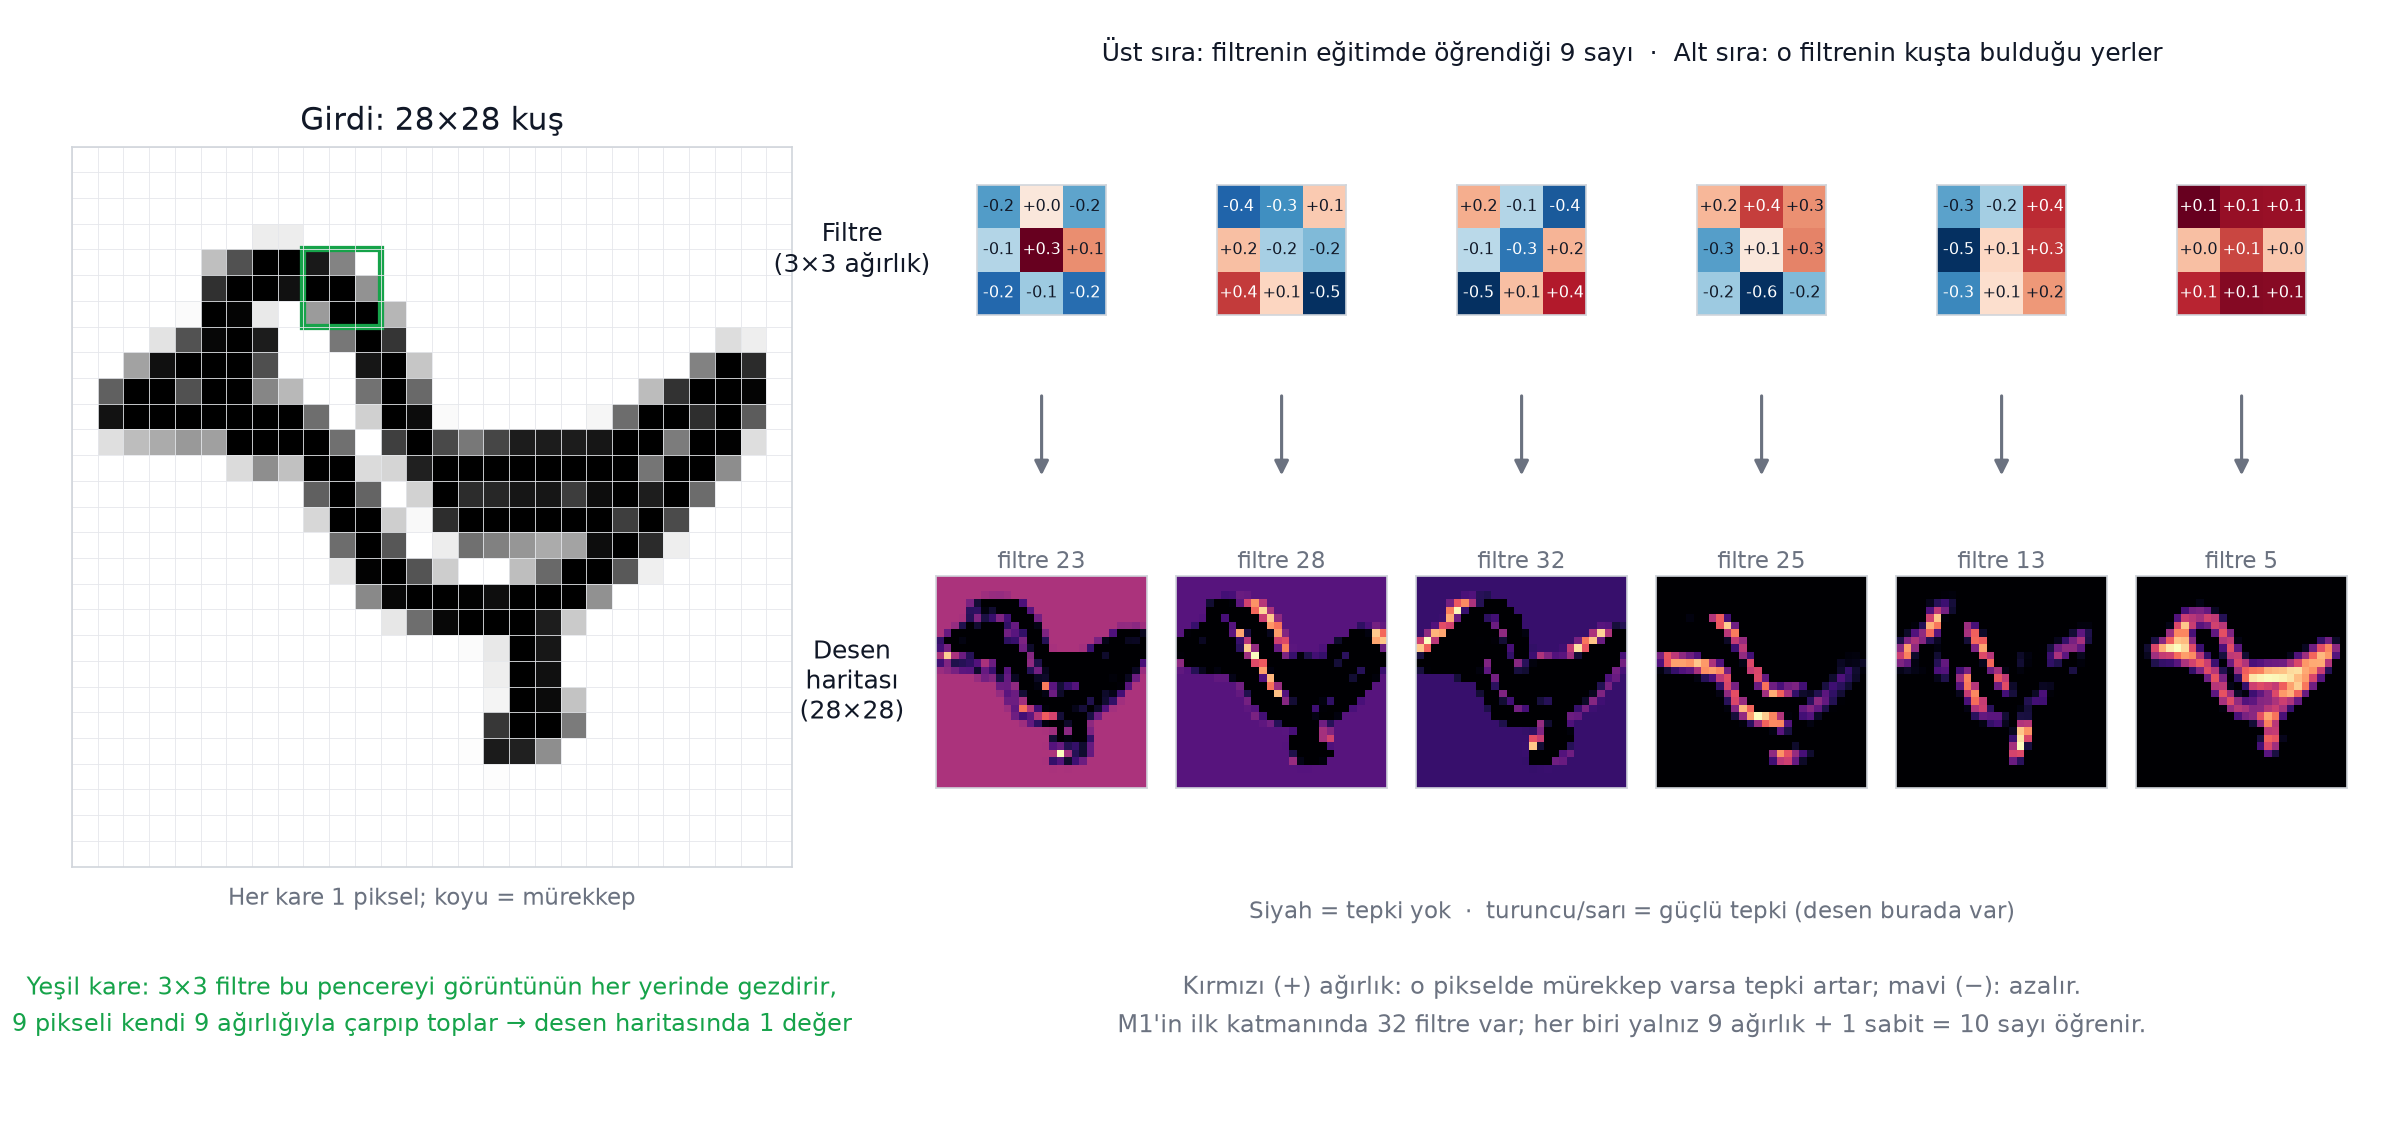 Üst sıra: filtrenin eğitimde öğrendiği 9 sayı · Alt sıra: o filtrenin kuşta bulduğu yerler
Girdi: 28×28 kuş
Filtre
(3×3 ağırlık)
-0.2 +0.0 -0.2
-0.1 +0.3 +0.1
-0.2 -0.1 -0.2
-0.4 -0.3 +0.1
+0.2 -0.2 -0.2
+0.4 +0.1 -0.5
+0.2 -0.1 -0.4
-0.1 -0.3 +0.2
-0.5 +0.1 +0.4
+0.2 +0.4 +0.3
-0.3 +0.1 +0.3
-0.2 -0.6 -0.2
-0.3 -0.2 +0.4
-0.5 +0.1 +0.3
-0.3 +0.1 +0.2
+0.1 +0.1 +0.1
+0.0 +0.1 +0.0
+0.1 +0.1 +0.1
filtre 23
filtre 28
filtre 32
filtre 25
filtre 13
filtre 5
Desen
haritası
(28×28)
Her kare 1 piksel; koyu = mürekkep
Siyah = tepki yok · turuncu/sarı = güçlü tepki (desen burada var)
Yeşil kare: 3×3 filtre bu pencereyi görüntünün her yerinde gezdirir,
9 pikseli kendi 9 ağırlığıyla çarpıp toplar → desen haritasında 1 değer
Kırmızı (+) ağırlık: o pikselde mürekkep varsa tepki artar; mavi (−): azalır.
M1'in ilk katmanında 32 filtre var; her biri yalnız 9 ağırlık + 1 sabit = 10 sayı öğrenir.